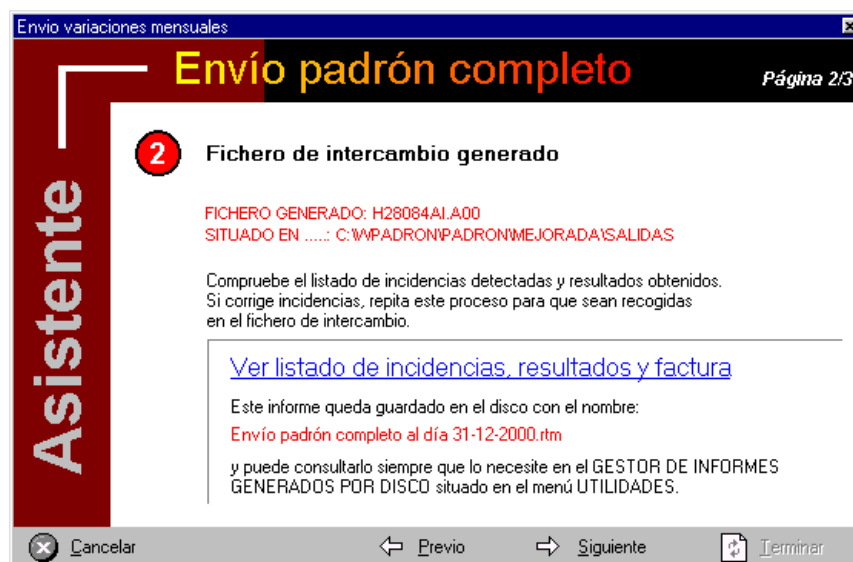 Envio variaciones mensuales
Envío padrón completo
Página 2/3
Asistente
2
Fichero de intercambio generado
FICHERO GENERADO: H28084AI.A00
SITUADO EN .....: C:\WPADRON\PADRON\MEJORADA\SALIDAS
Compruebe el listado de incidencias detectadas y resultados obtenidos.
Si corrige incidencias, repita este proceso para que sean recogidas
en el fichero de intercambio.
Ver listado de incidencias, resultados y factura
Este informe queda guardado en el disco con el nombre:
Envío padrón completo al día 31-12-2000.rtm
y puede consultarlo siempre que lo necesite en el GESTOR DE INFORMES
GENERADOS POR DISCO situado en el menú UTILIDADES.
Cancelar
Previo
Siguiente
Terminar